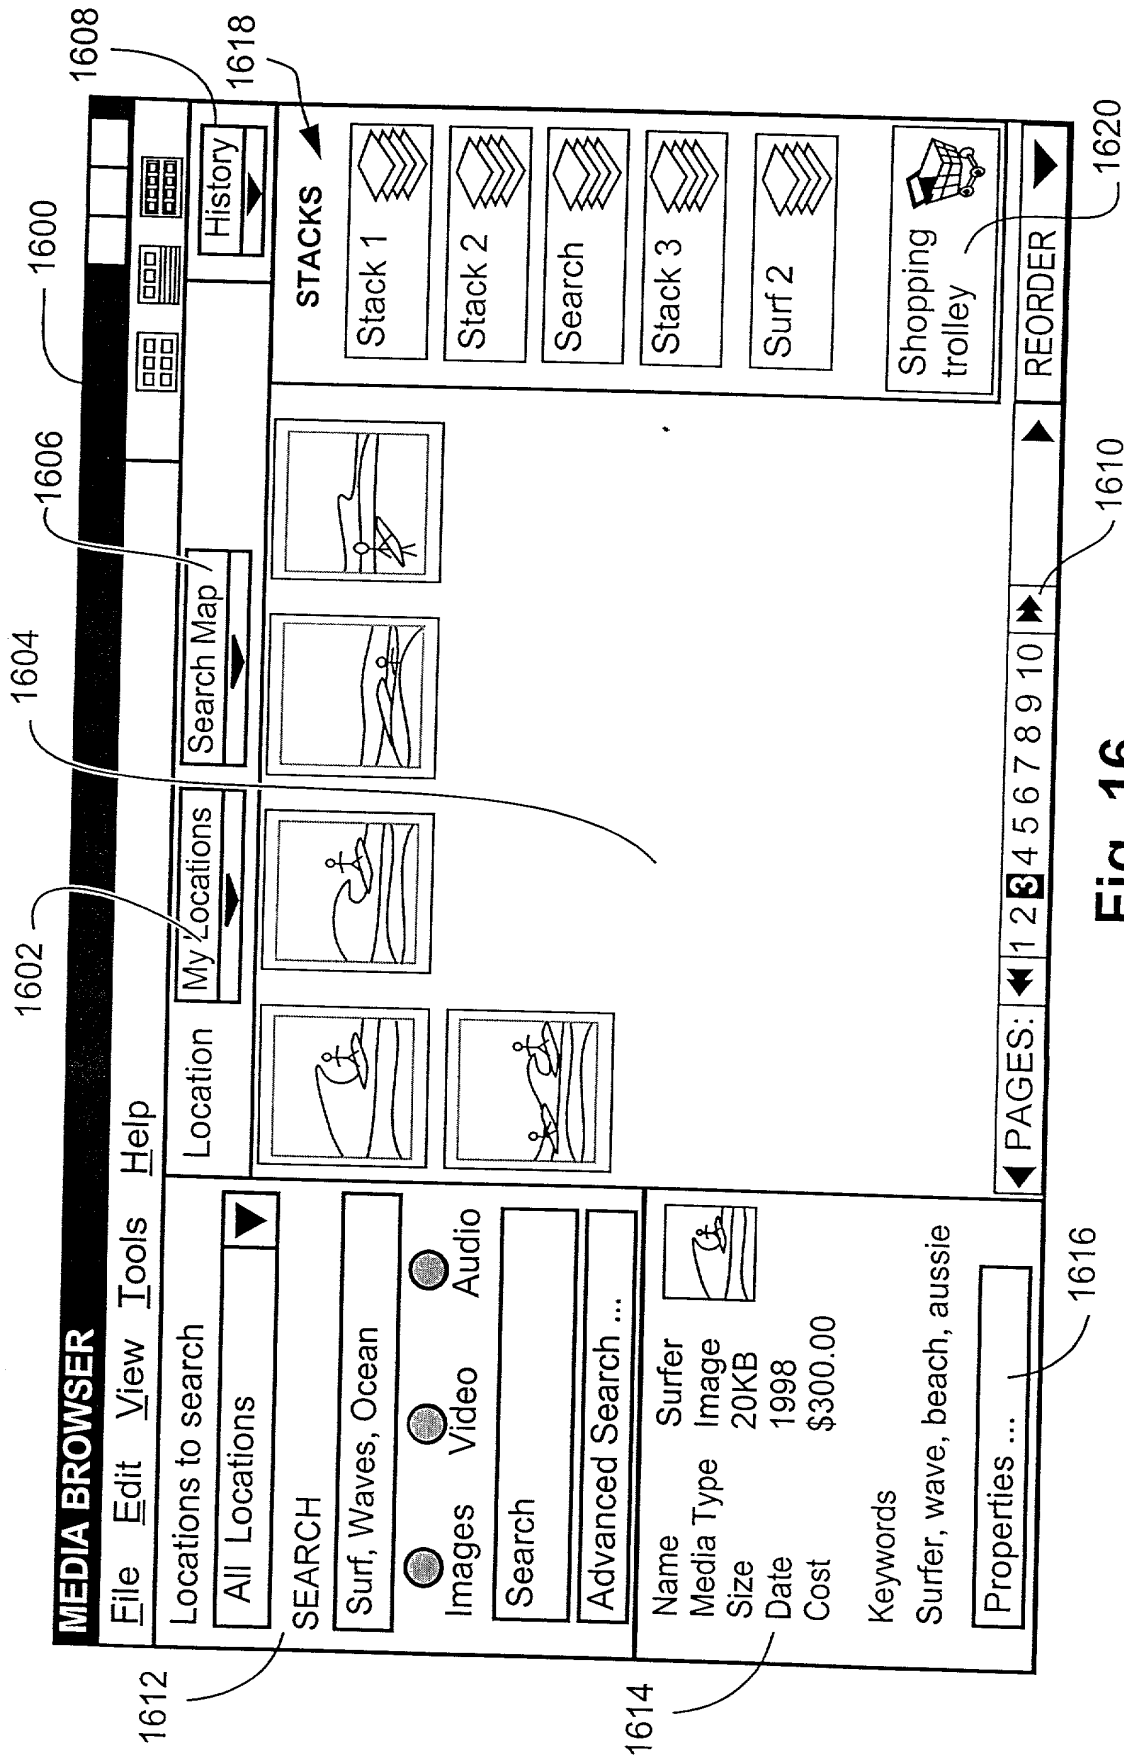 1600
1602
1604
1606
1608
MEDIA BROWSER
File Edit View Tools Help
Locations to search
All Locations
Location
My Locations
Search Map
History
1612
SEARCH
Surf, Waves, Ocean
Images Video Audio
Search
Advanced Search ...
STACKS
1618
Stack 1
Stack 2
Search
Stack 3
Surf 2
Shopping
trolley
1620
1614
Name Surfer
Media Type Image
Size 20KB
Date 1998
Cost $300.00
Keywords
Surfer, wave, beach, aussie
Properties ...
1616
PAGES: 1 2 3 4 5 6 7 8 9 10
REORDER
1610
Fig. 16